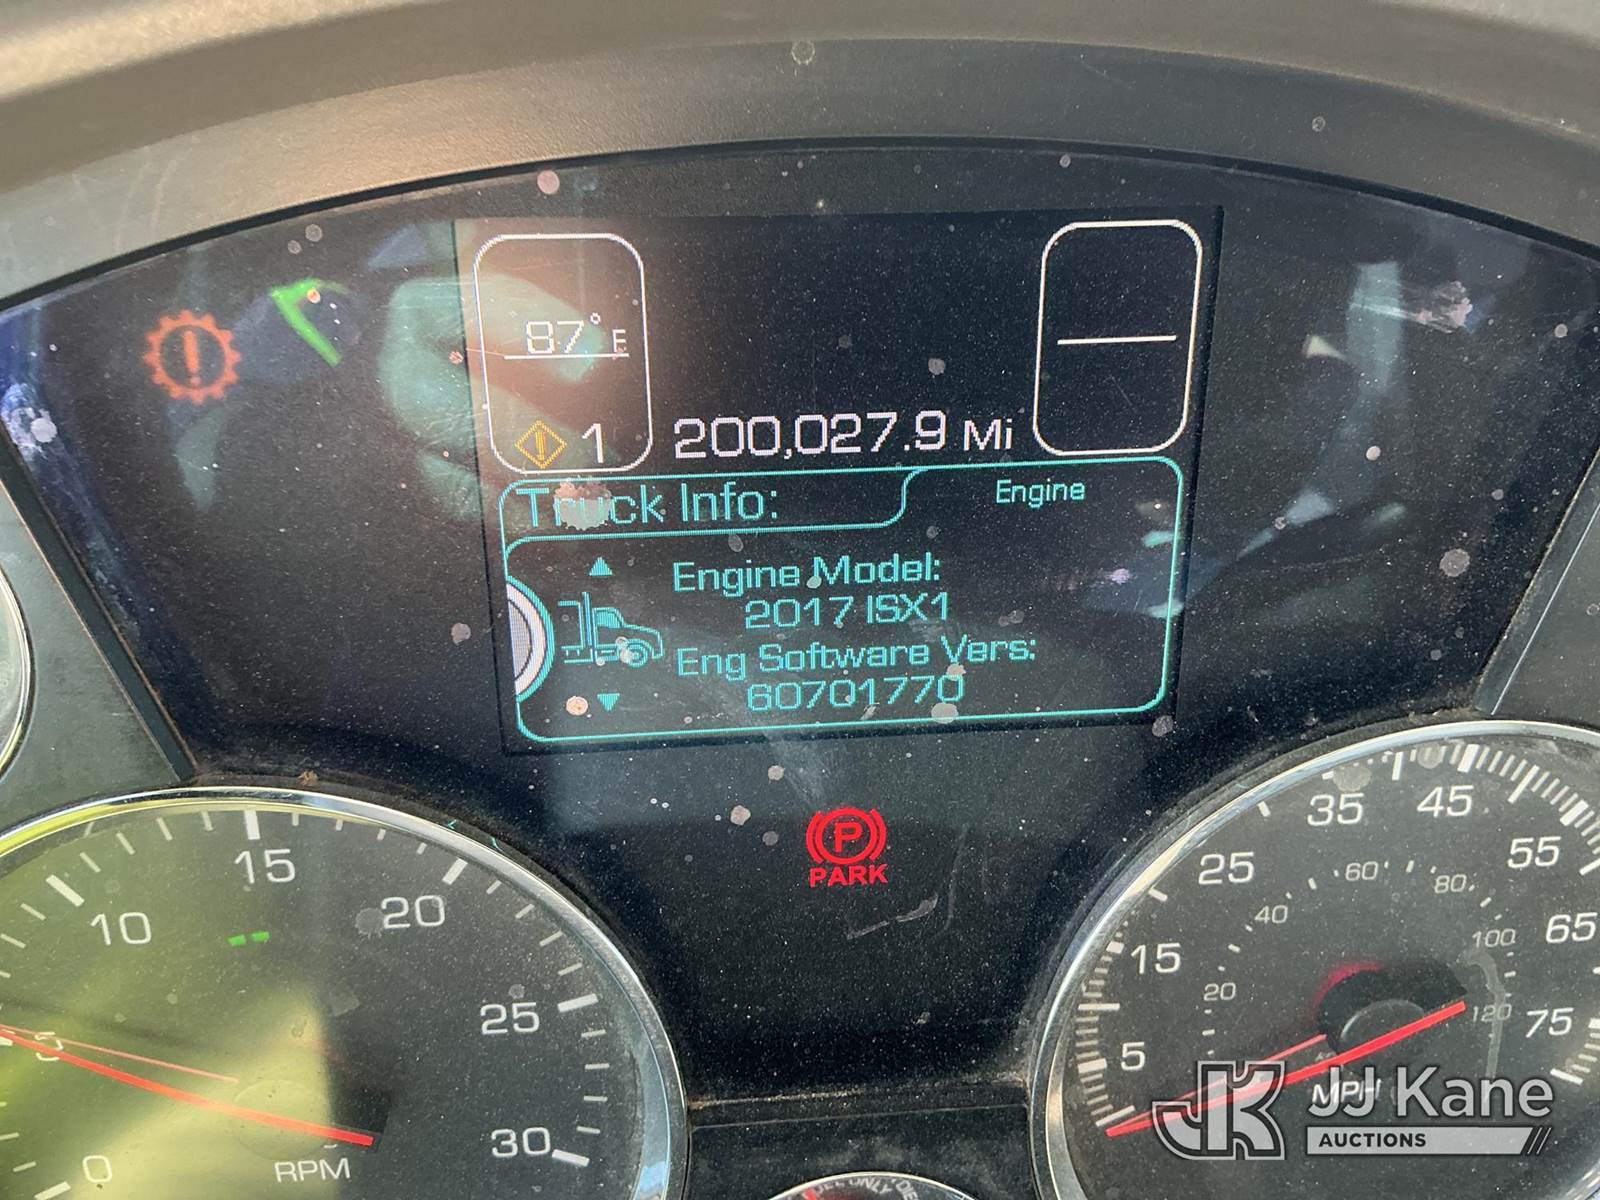 87° F
1 200,027.9 Mi
Truck Info: Engine
Engine Model:
2017 ISX1
Eng Software Vers:
60701770
P
PARK
0 5 10 15 20 25 30
RPM
5 15 25 35 45 55 65 75
20 40 60 80 100 120
MPH
JJ Kane
AUCTIONS